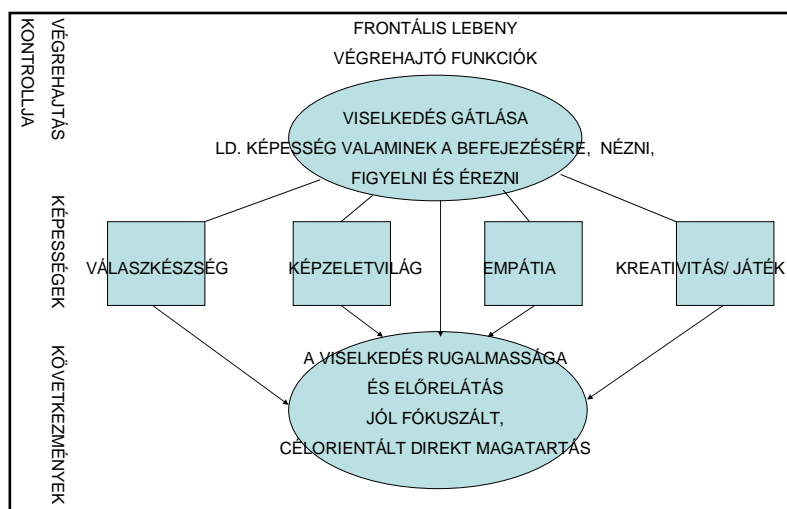 FRONTÁLIS LEBENY
VÉGREHAJTÓ FUNKCIÓK
VÉGREHAJTÁS
KONTROLLJA
VISELKEDÉS GÁTLÁSA
LD. KÉPESSÉG VALAMINEK A BEFEJEZÉSÉRE, NÉZNI,
FIGYELNI ÉS ÉREZNI
KÉPESSÉGEK
VÁLASZKÉSZSÉG
KÉPZELETVILÁG
EMPÁTIA
KREATIVITÁS/ JÁTÉK
KÖVETKEZMÉNYEK
A VISELKEDÉS RUGALMASSÁGA
ÉS ELŐRELÁTÁS
JÓL FÓKUSZÁLT,
CÉLORIENTÁLT DIREKT MAGATARTÁS